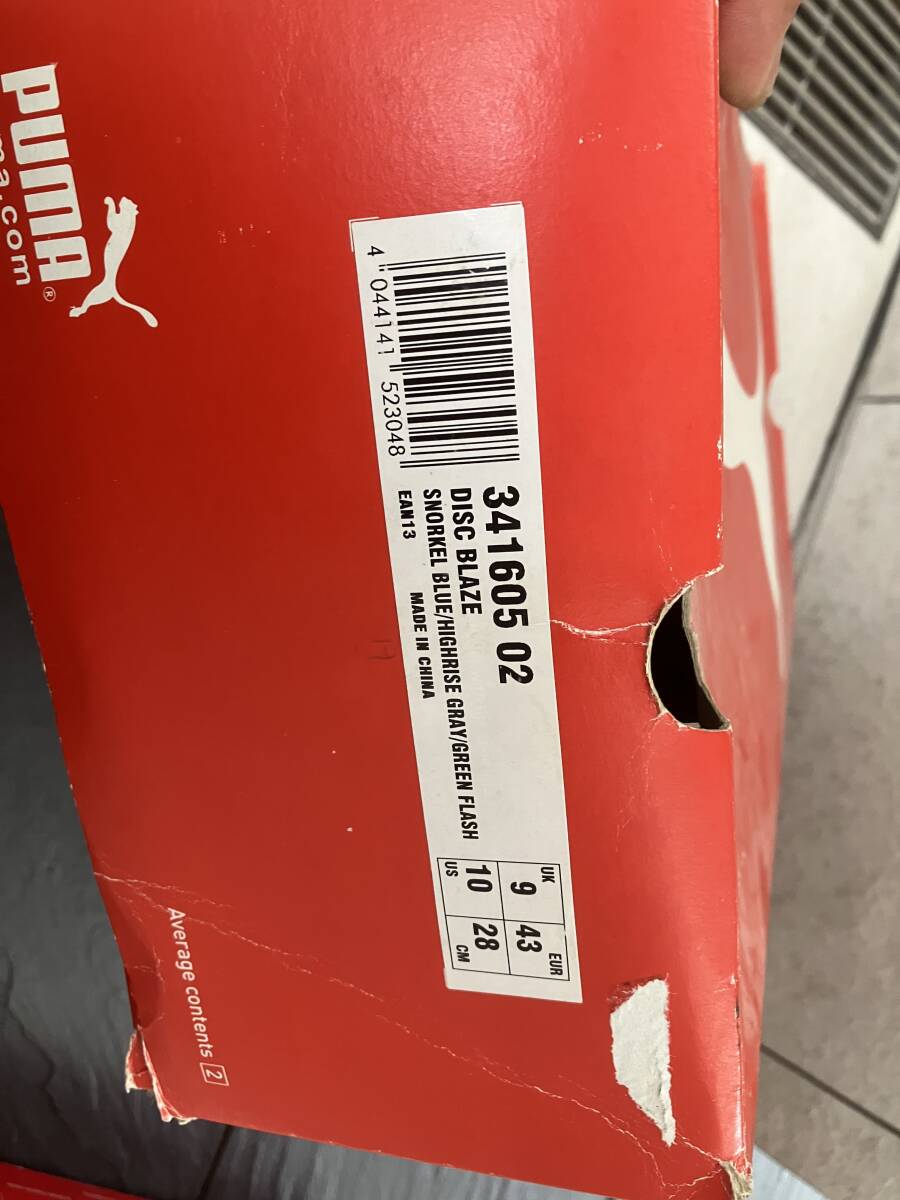 PUMA®
ma.com
4 044141 523048
341605 02
DISC BLAZE
SNORKEL BLUE/HIGHRISE GRAY/GREEN FLASH
EAN13 MADE IN CHINA
UK 9 43 EUR
US 10 28 CM
Average contents 2